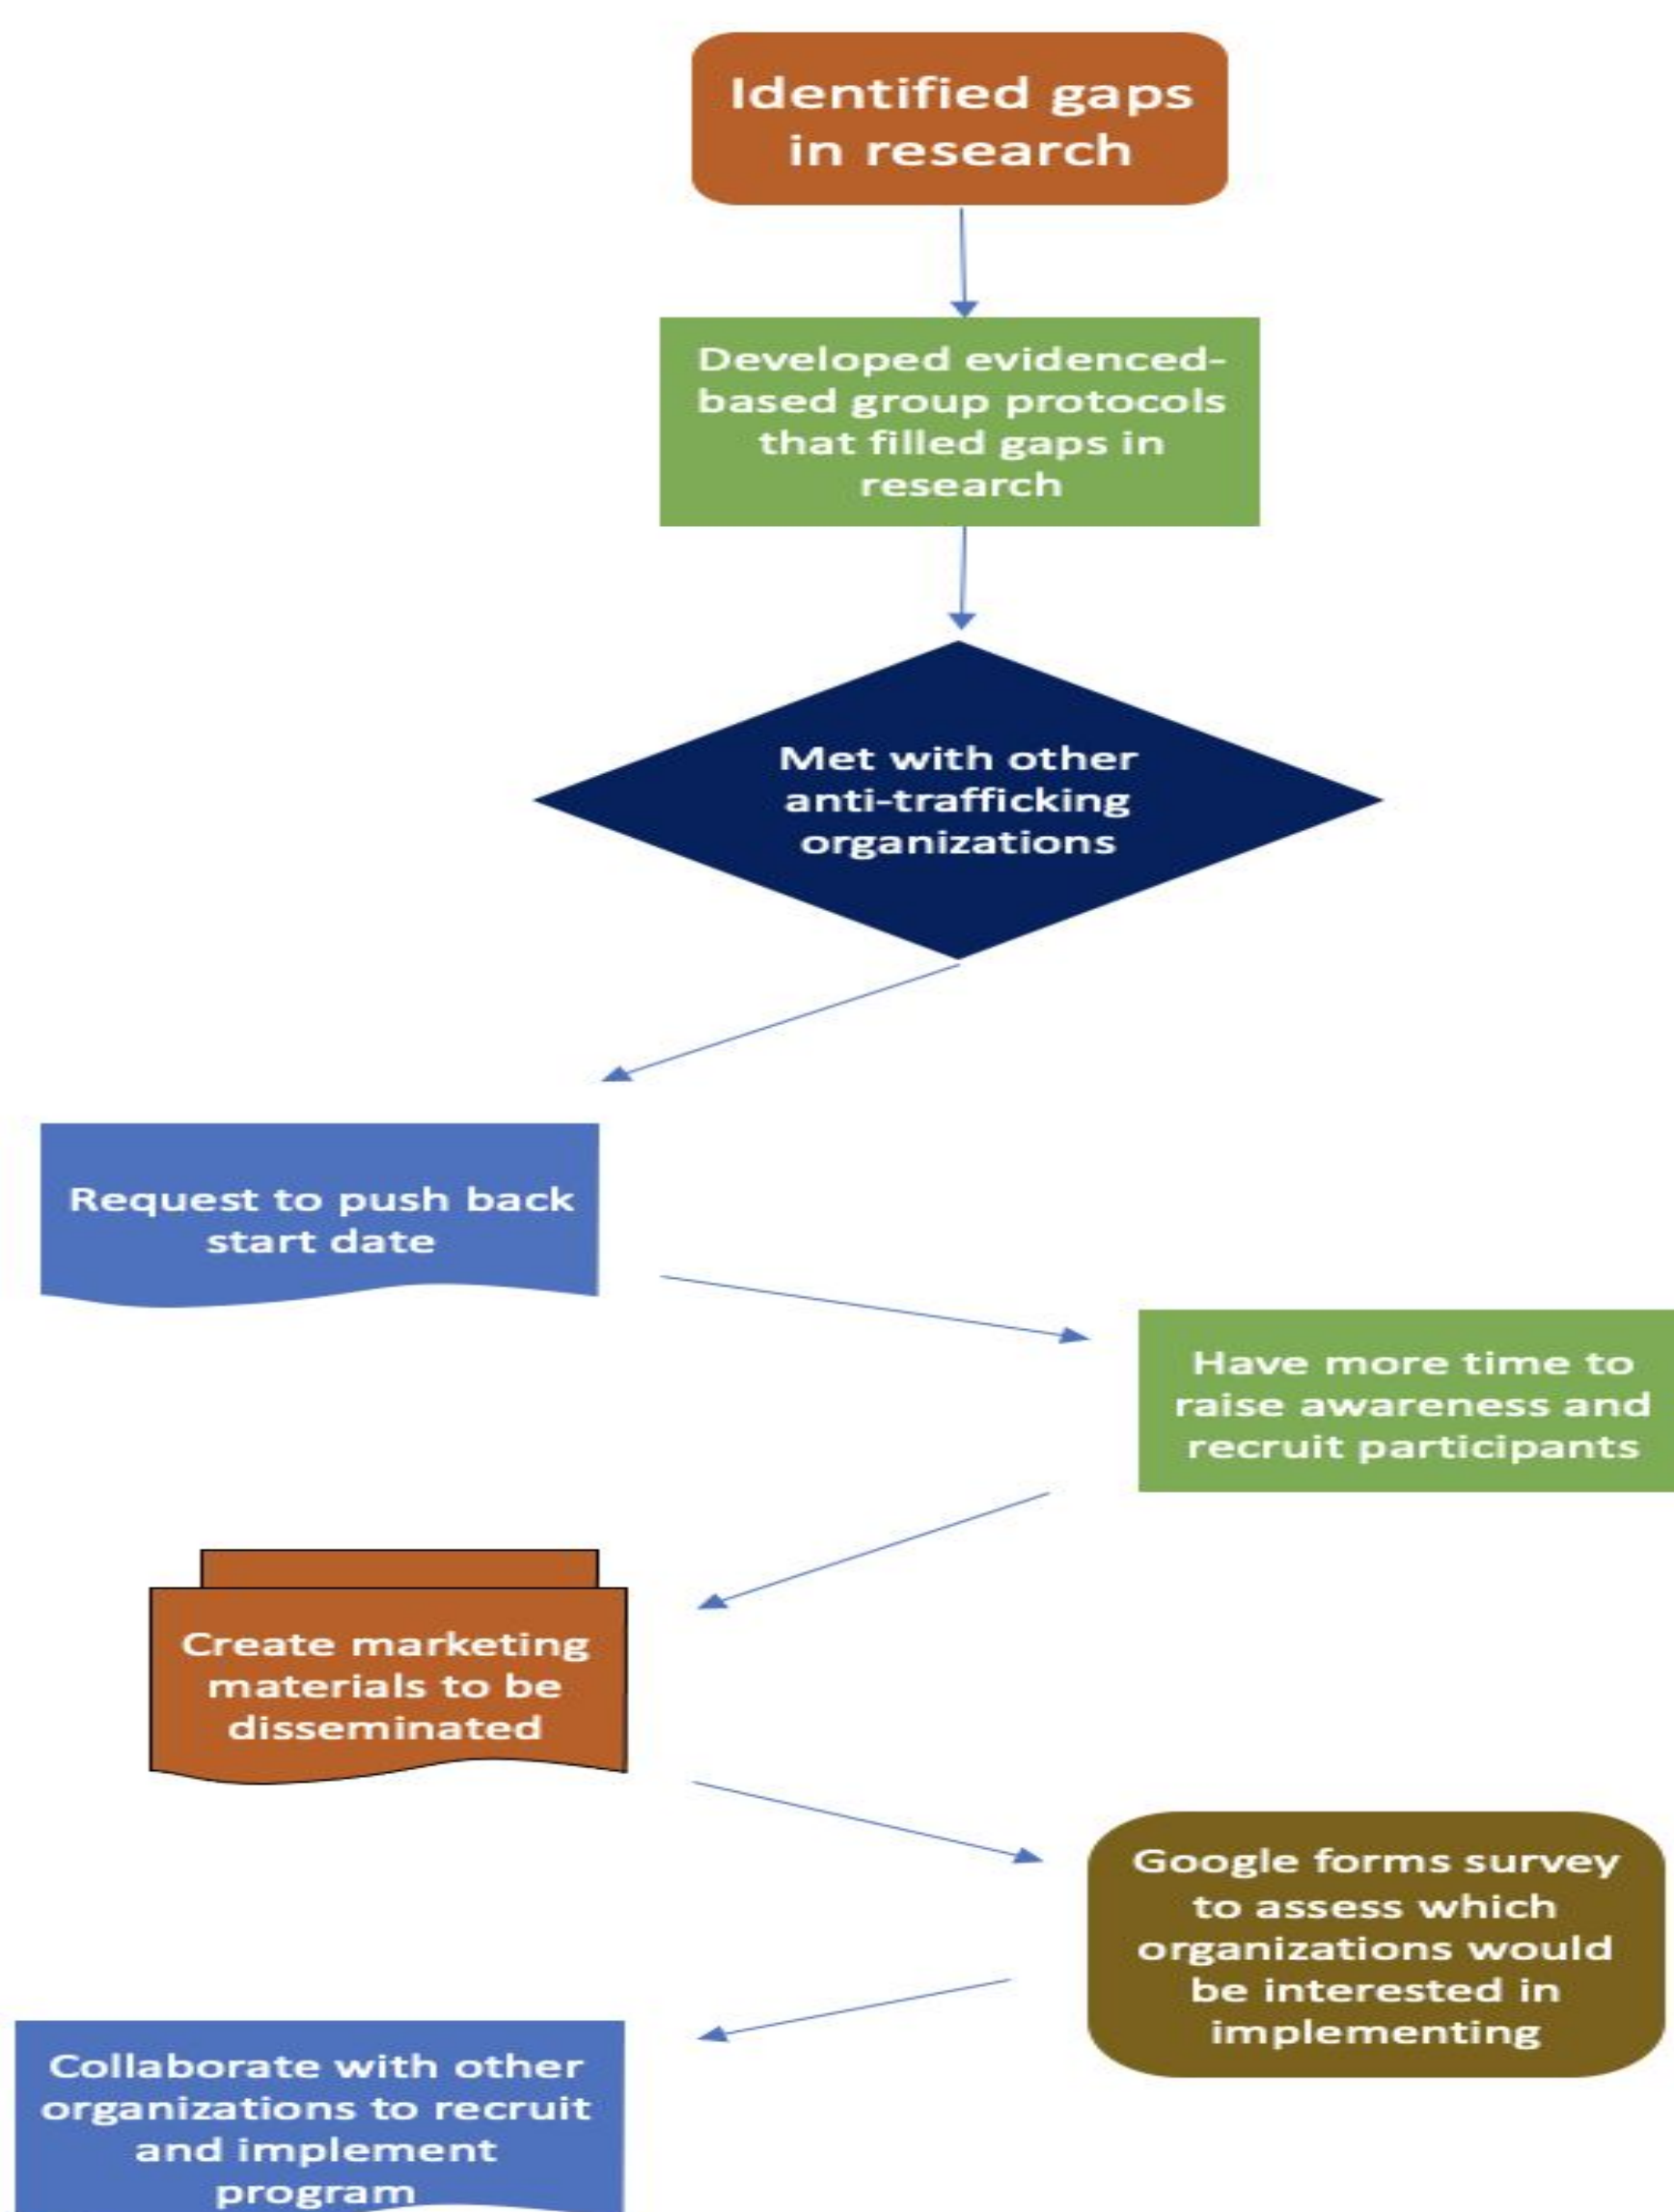 Identified gaps
in research
Developed evidenced-
based group protocols
that filled gaps in
research
Met with other
anti-trafficking
organizations
Request to push back
start date
Have more time to
raise awareness and
recruit participants
Create marketing
materials to be
disseminated
Google forms survey
to assess which
organizations would
be interested in
implementing
Collaborate with other
organizations to recruit
and implement
program